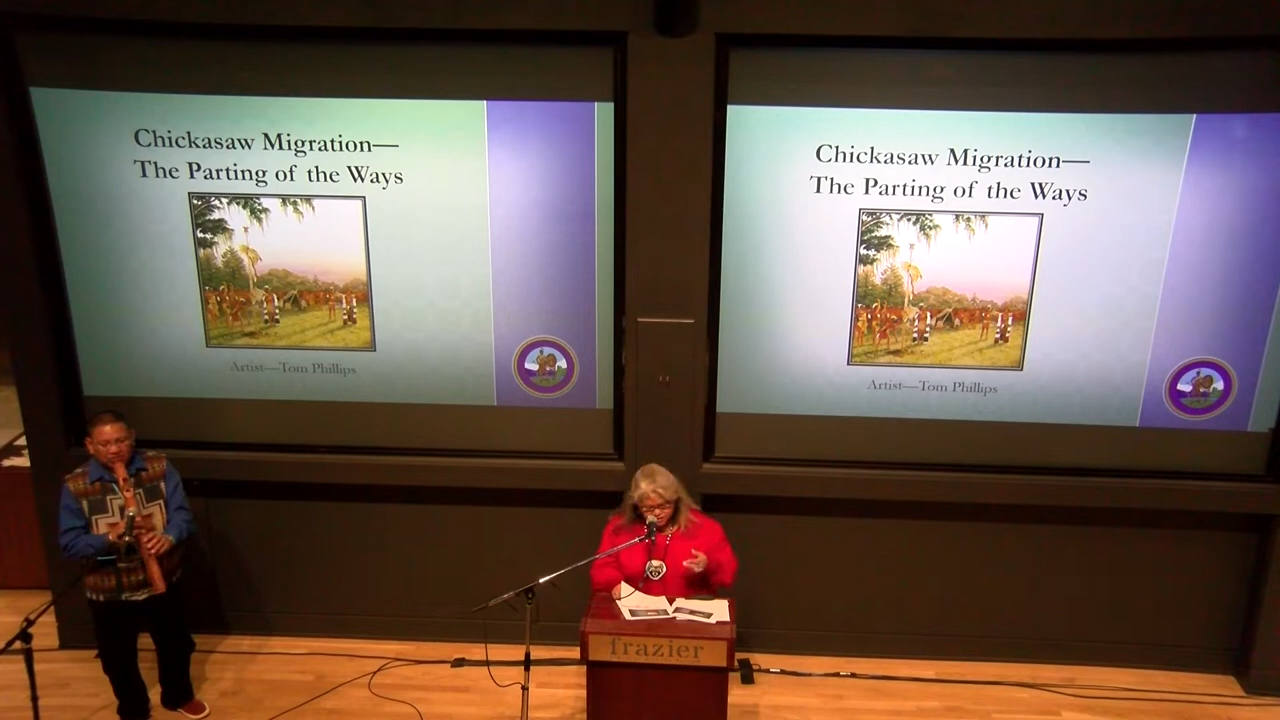 Chickasaw Migration—
The Parting of the Ways
Artist—Tom Phillips
Chickasaw Migration—
The Parting of the Ways
Artist—Tom Phillips
frazier